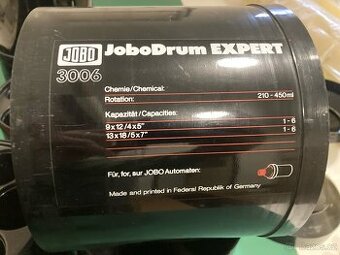 JOBO JoboDrum EXPERT
3006
Chemie/Chemical:
Rotation: 210 - 450ml
Kapazität/Capacities:
9x12/4x5" 1 - 6
13x18/5x7" 1 - 6
Für, for, sur JOBO Automaten:
Made and printed in Federal Republik of Germany